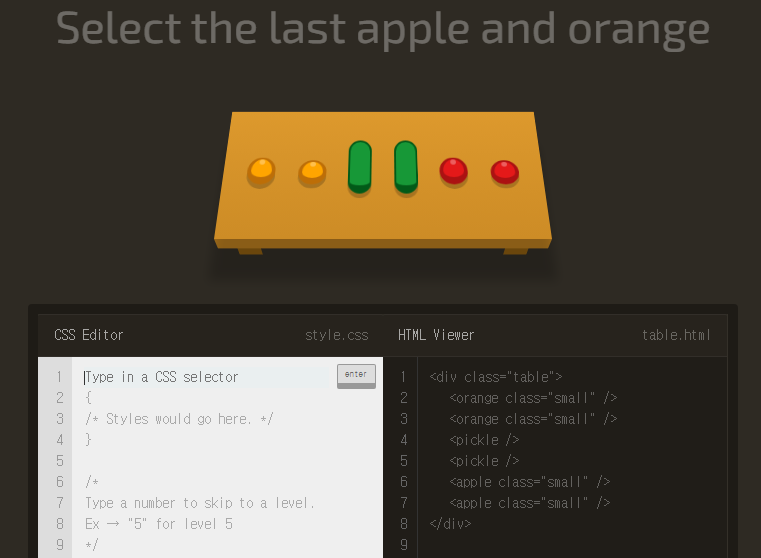 Select the last apple and orange
CSS Editor
style.css
1 Type in a CSS selector
enter
2 {
3 /* Styles would go here. */
4 }
5
6 /*
7 Type a number to skip to a level.
8 Ex → "5" for level 5
9 */
HTML Viewer
table.html
1 <div class="table">
2 <orange class="small" />
3 <orange class="small" />
4 <pickle />
5 <pickle />
6 <apple class="small" />
7 <apple class="small" />
8 </div>
9